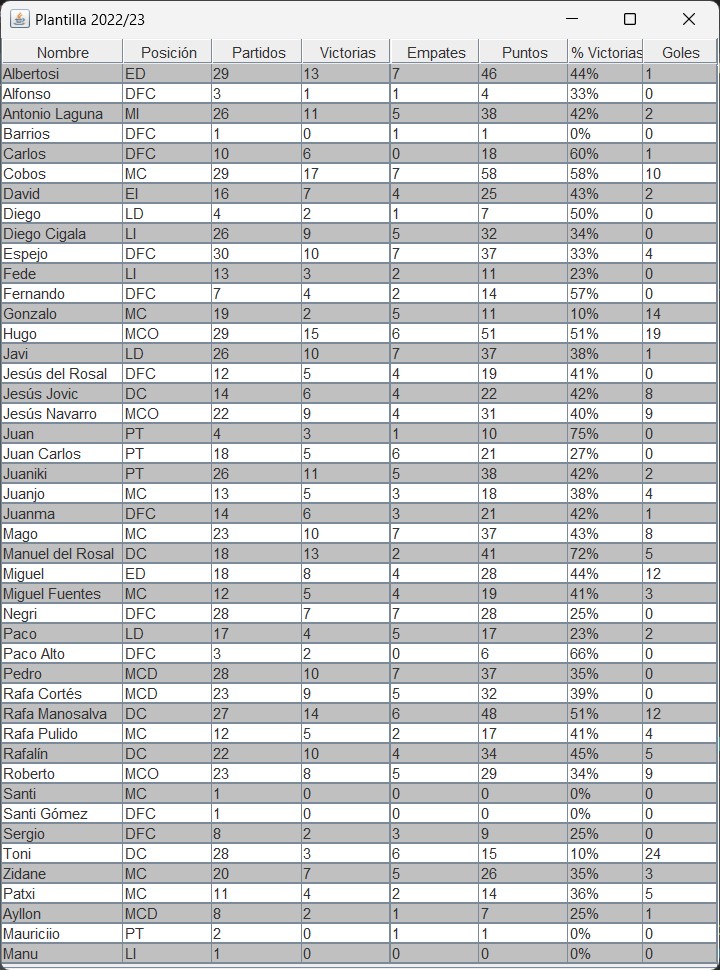 Plantilla 2022/23
Nombre Posición Partidos Victorias Empates Puntos % Victorias Goles
Albertosi ED 29 13 7 46 44% 1
Alfonso DFC 3 1 1 4 33% 0
Antonio Laguna MI 26 11 5 38 42% 2
Barrios DFC 1 0 1 1 0% 0
Carlos DFC 10 6 0 18 60% 1
Cobos MC 29 17 7 58 58% 10
David EI 16 7 4 25 43% 2
Diego LD 4 2 1 7 50% 0
Diego Cigala LI 26 9 5 32 34% 0
Espejo DFC 30 10 7 37 33% 4
Fede LI 13 3 2 11 23% 0
Fernando DFC 7 4 2 14 57% 0
Gonzalo MC 19 2 5 11 10% 14
Hugo MCO 29 15 6 51 51% 19
Javi LD 26 10 7 37 38% 1
Jesús del Rosal DFC 12 5 4 19 41% 0
Jesús Jovic DC 14 6 4 22 42% 8
Jesús Navarro MCO 22 9 4 31 40% 9
Juan PT 4 3 1 10 75% 0
Juan Carlos PT 18 5 6 21 27% 0
Juaniki PT 26 11 5 38 42% 2
Juanjo MC 13 5 3 18 38% 4
Juanma DFC 14 6 3 21 42% 1
Mago MC 23 10 7 37 43% 8
Manuel del Rosal DC 18 13 2 41 72% 5
Miguel ED 18 8 4 28 44% 12
Miguel Fuentes MC 12 5 4 19 41% 3
Negri DFC 28 7 7 28 25% 0
Paco LD 17 4 5 17 23% 2
Paco Alto DFC 3 2 0 6 66% 0
Pedro MCD 28 10 7 37 35% 0
Rafa Cortés MCD 23 9 5 32 39% 0
Rafa Manosalva DC 27 14 6 48 51% 12
Rafa Pulido MC 12 5 2 17 41% 4
Rafalín DC 22 10 4 34 45% 5
Roberto MCO 23 8 5 29 34% 9
Santi MC 1 0 0 0 0% 0
Santi Gómez DFC 1 0 0 0 0% 0
Sergio DFC 8 2 3 9 25% 0
Toni DC 28 3 6 15 10% 24
Zidane MC 20 7 5 26 35% 3
Patxi MC 11 4 2 14 36% 5
Ayllon MCD 8 2 1 7 25% 1
Mauriciio PT 2 0 1 1 0% 0
Manu LI 1 0 0 0 0% 0